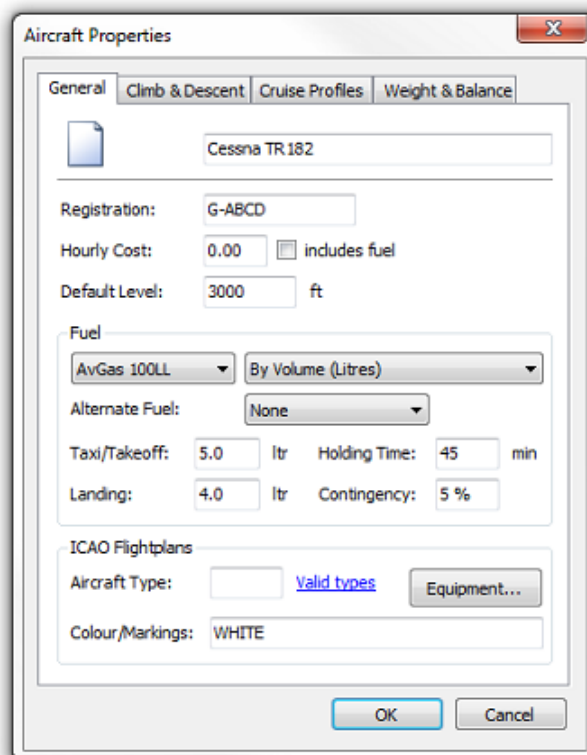 Aircraft Properties
General Climb & Descent Cruise Profiles Weight & Balance
Cessna TR182
Registration: G-ABCD
Hourly Cost: 0.00 includes fuel
Default Level: 3000 ft
Fuel
AvGas 100LL By Volume (Litres)
Alternate Fuel: None
Taxi/Takeoff: 5.0 ltr Holding Time: 45 min
Landing: 4.0 ltr Contingency: 5 %
ICAO Flightplans
Aircraft Type: Valid types Equipment...
Colour/Markings: WHITE
OK Cancel